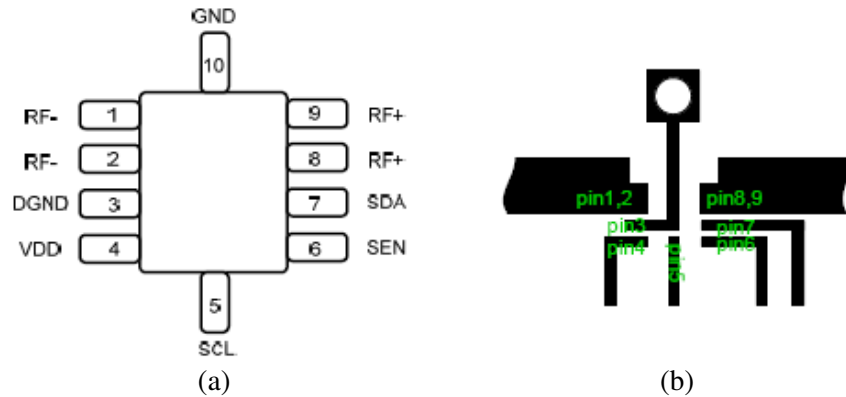 GND
10
RF- 1 9 RF+
RF- 2 8 RF+
DGND 3 7 SDA
VDD 4 6 SEN
5
SCL
(a)
pin1,2 pin8,9
pin3 pin7
pin4 pin5 pin6
(b)